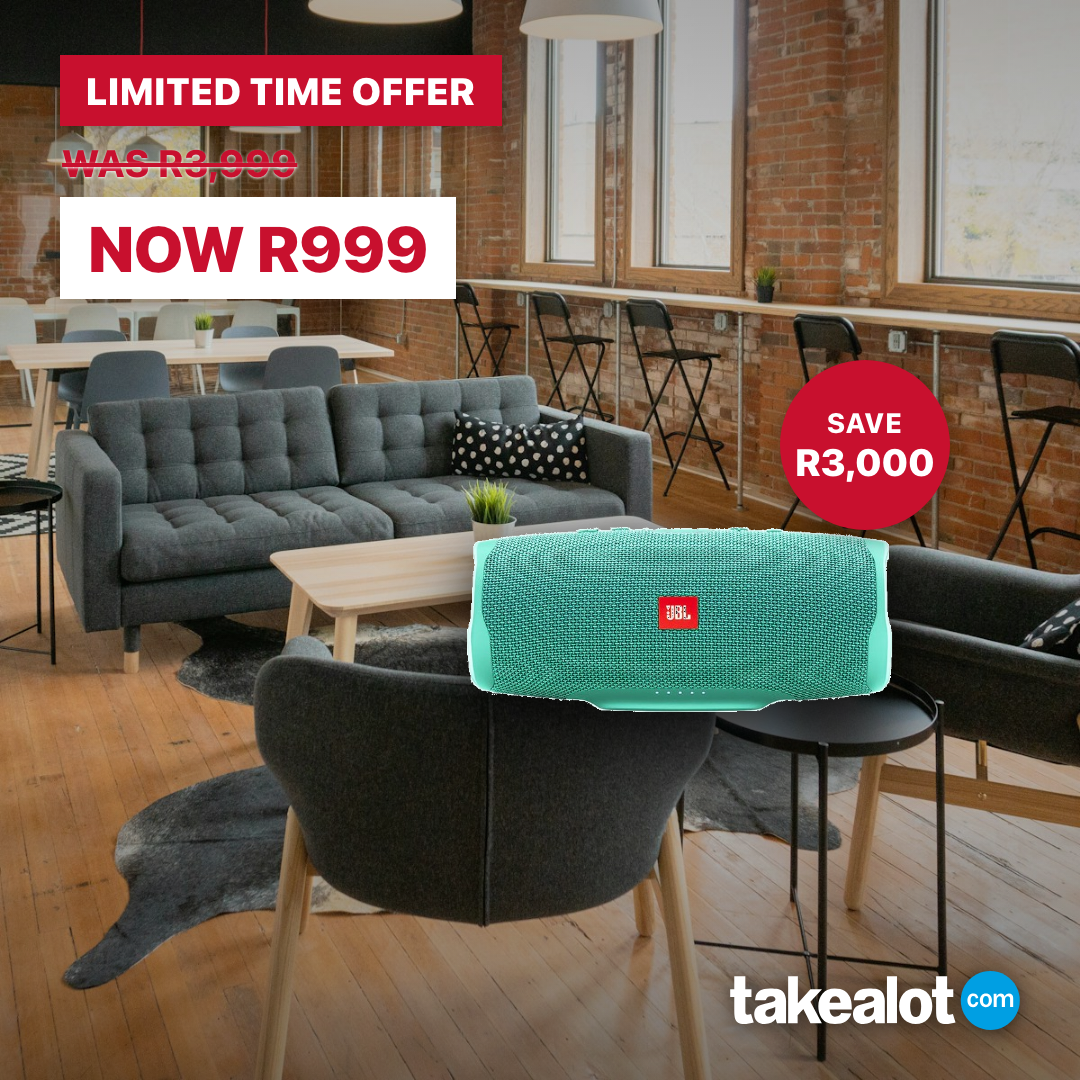 LIMITED TIME OFFER
WAS R3,999
NOW R999
SAVE
R3,000
JBL
takealot com